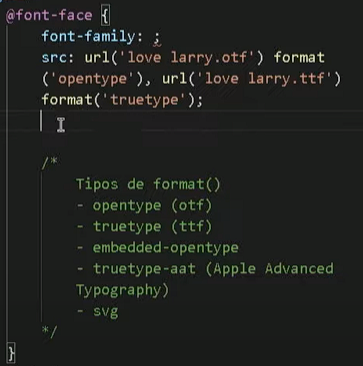 @font-face {
font-family: ;
src: url('love larry.otf') format
('opentype'), url('love larry.ttf')
format('truetype');
/*
Tipos de format()
- opentype (otf)
- truetype (ttf)
- embedded-opentype
- truetype-aat (Apple Advanced
Typography)
- svg
*/
}